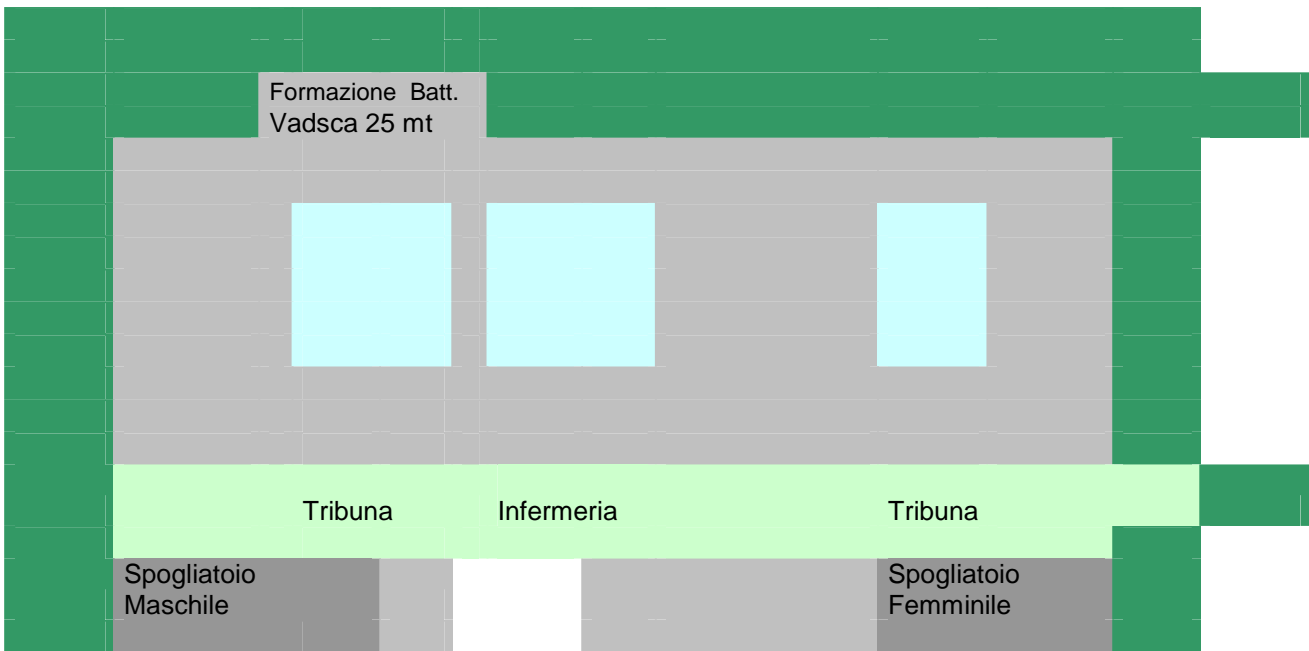 Formazione Batt.
Vadsca 25 mt
Tribuna Infermeria Tribuna
Spogliatoio
Maschile
Spogliatoio
Femminile